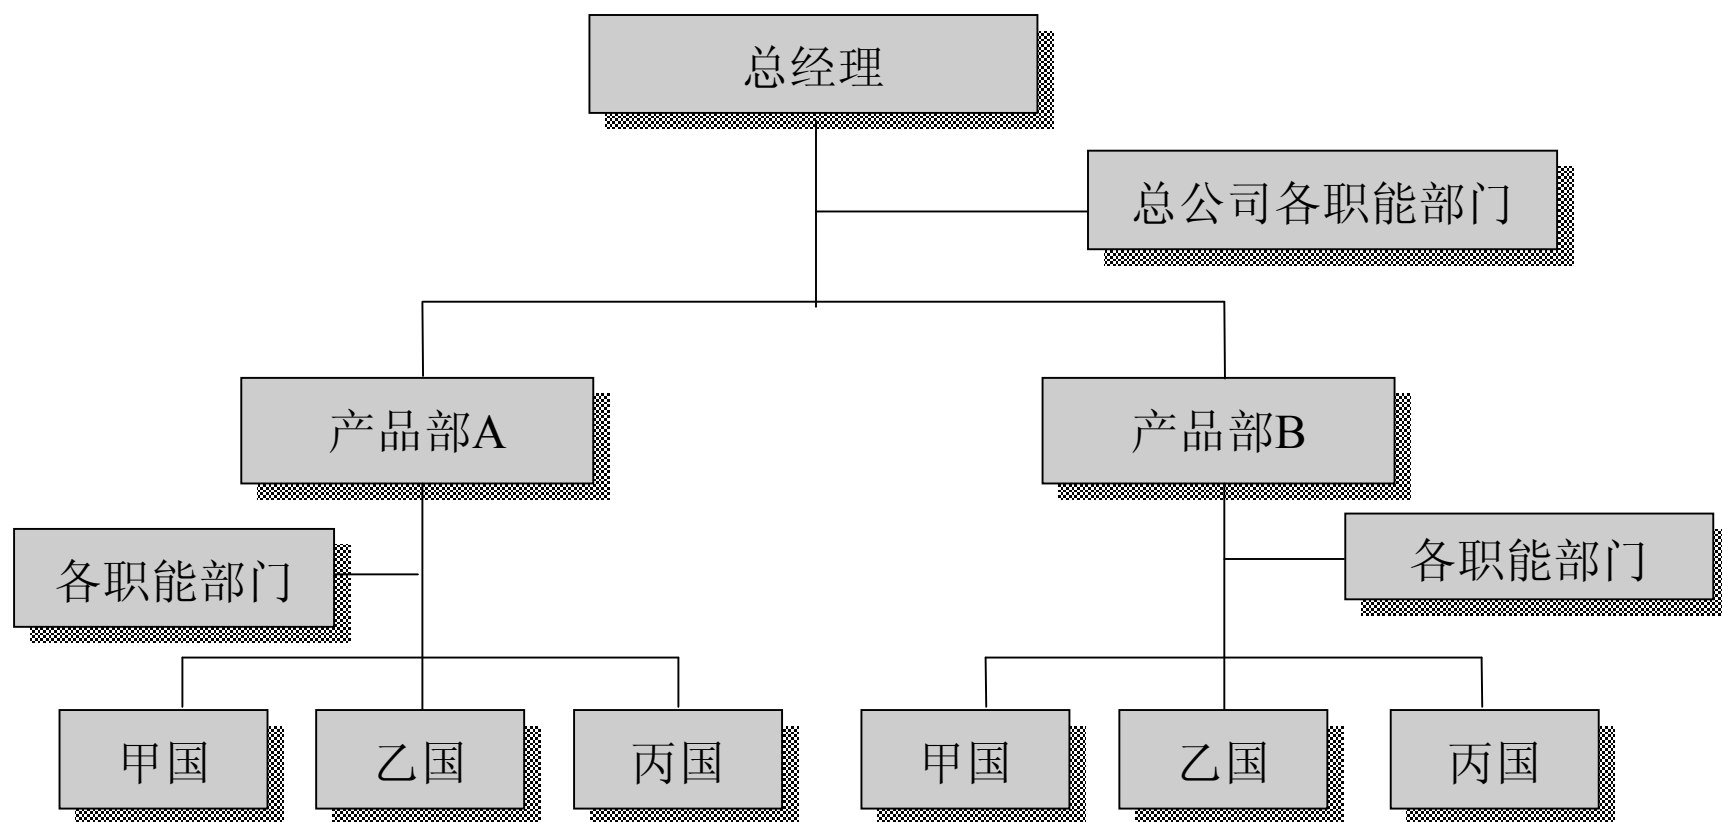 总经理
总公司各职能部门
产品部A
产品部B
各职能部门
各职能部门
甲国
乙国
丙国
甲国
乙国
丙国